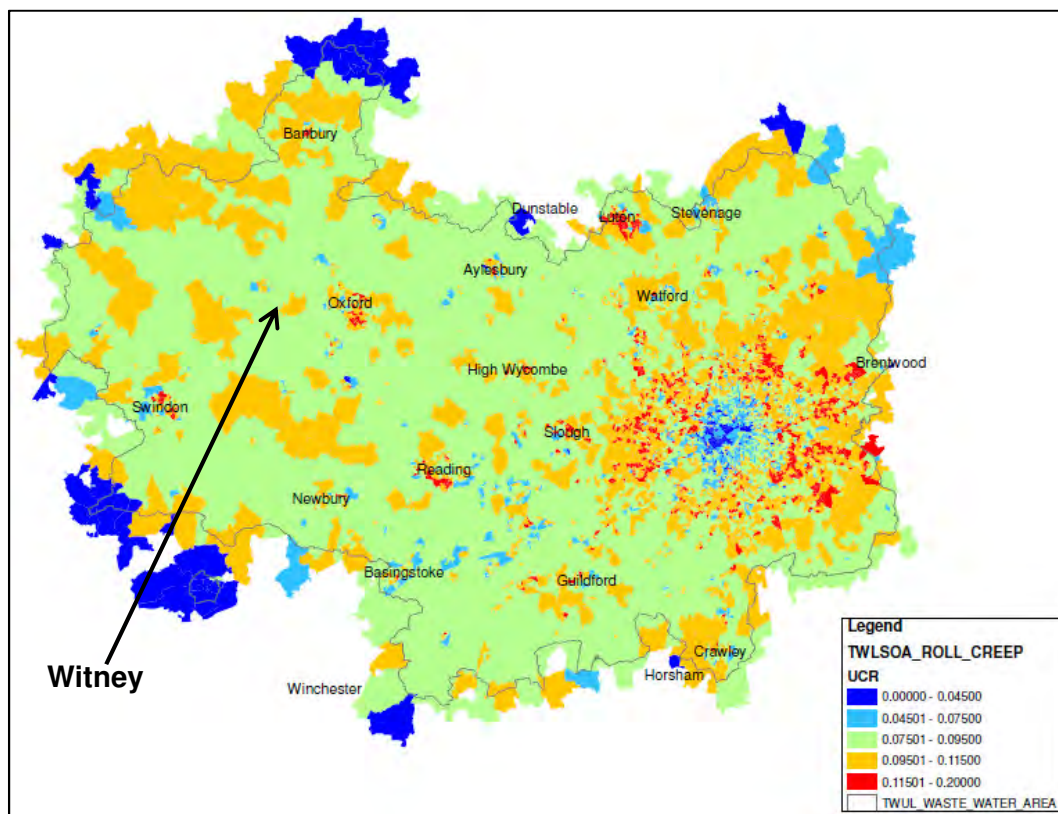 Banbury
Dunstable
Luton
Stevenage
Aylesbury
Oxford
Watford
High Wycombe
Brentwood
Swindon
Slough
Reading
Newbury
Basingstoke
Guildford
Witney
Winchester
Horsham
Crawley
Legend
TWLSOA_ROLL_CREEP
UCR
0.00000 - 0.04500
0.04501 - 0.07500
0.07501 - 0.09500
0.09501 - 0.11500
0.11501 - 0.20000
TWUL_WASTE_WATER_AREA